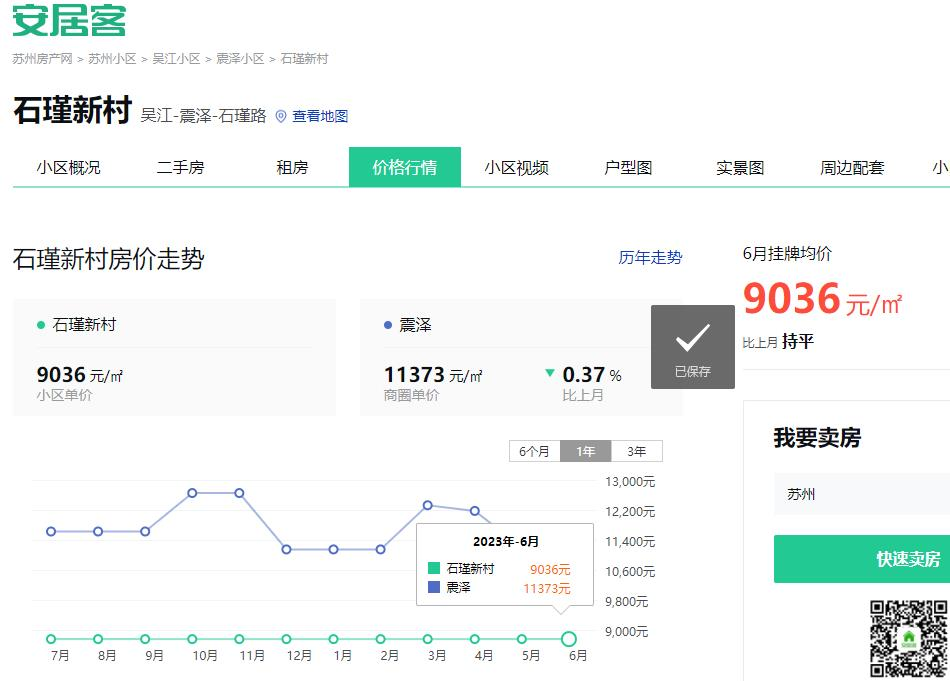 安居客
苏州房产网 > 苏州小区 > 吴江小区 > 震泽小区 > 石瑾新村
石瑾新村 吴江-震泽-石瑾路 查看地图
小区概况 二手房 租房 价格行情 小区视频 户型图 实景图 周边配套 小
石瑾新村房价走势 历年走势
石瑾新村
9036 元/㎡
小区单价
震泽
11373 元/㎡ 0.37 %
商圈单价 比上月
已保存
6月挂牌均价
9036 元/㎡
比上月 持平
我要卖房
苏州
快速卖房
6个月 1年 3年
13,000元
12,200元
11,400元
10,600元
9,800元
9,000元
2023年-6月
石瑾新村 9036元
震泽 11373元
7月 8月 9月 10月 11月 12月 1月 2月 3月 4月 5月 6月